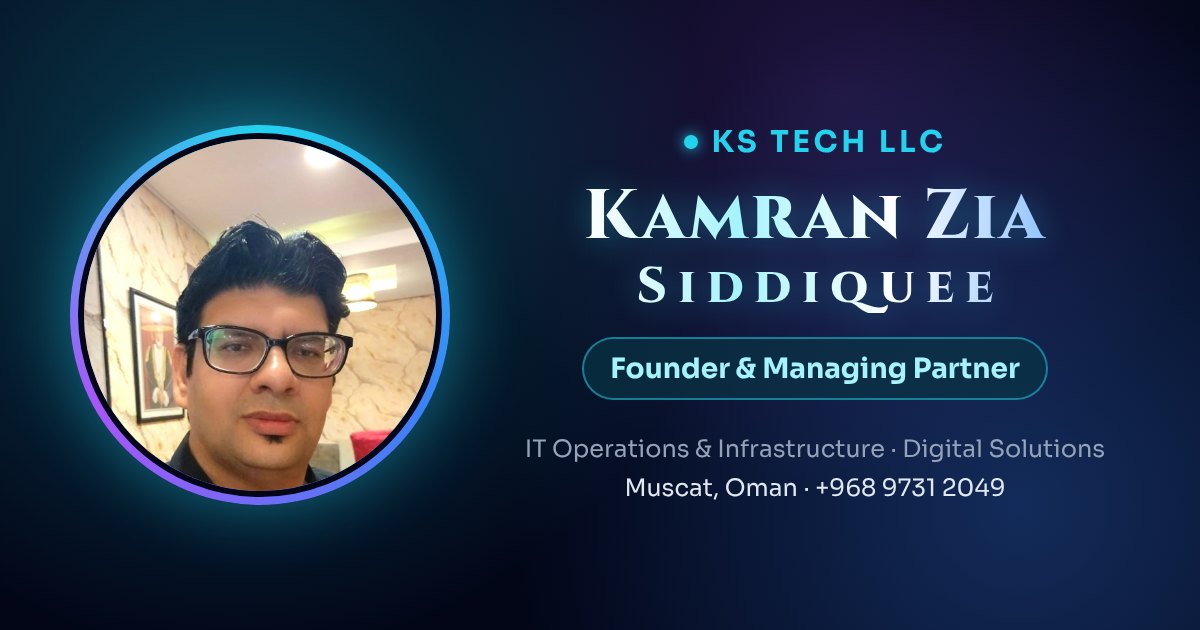 KS TECH LLC
KAMRAN ZIA
SIDDIQUEE
Founder & Managing Partner
IT Operations & Infrastructure · Digital Solutions
Muscat, Oman · +968 9731 2049